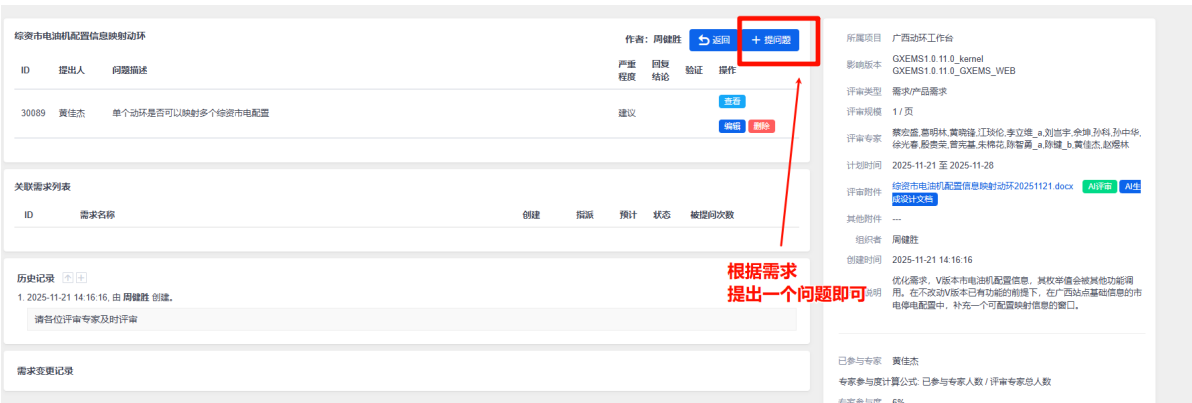 综资市电油机配置信息映射动环
作者：周健胜 返回 + 提问题
ID 提出人 问题描述 严重程度 回复结论 验证 操作
30089 黄佳杰 单个动环是否可以映射多个综资市电配置 建议 查看
编辑 删除
关联需求列表
ID 需求名称 创建 指派 预计 状态 被提问次数
历史记录
1. 2025-11-21 14:16:16, 由 周健胜 创建。
请各位评审专家及时评审
需求变更记录
根据需求
提出一个问题即可
所属项目 广西动环工作台
影响版本 GXEMS1.0.11.0_kernel
GXEMS1.0.11.0_GXEMS_WEB
评审类型 需求/产品需求
评审规模 1 / 页
评审专家 蔡宏盛,葛明林,黄晓锋,江琰伦,李立维_a,刘岂宇,余坤,孙科,孙中华,
徐光春,殷贵荣,曾宪基,朱棉花,陈智勇_a,陈键_b,黄佳杰,赵熠林
计划时间 2025-11-21 至 2025-11-28
评审附件 综资市电油机配置信息映射动环20251121.docx AI评审 AI生
成设计文档
其他附件 ---
组织者 周健胜
创建时间 2025-11-21 14:16:16
说明 优化需求，V版本市电油机配置信息，其枚举值会被其他功能调
用。在不改动V版本已有功能的前提下，在广西站点基础信息的市
电停电配置中，补充一个可配置映射信息的窗口。
已参与专家 黄佳杰
专家参与度计算公式: 已参与专家人数 / 评审专家总人数
专家参与度 6%